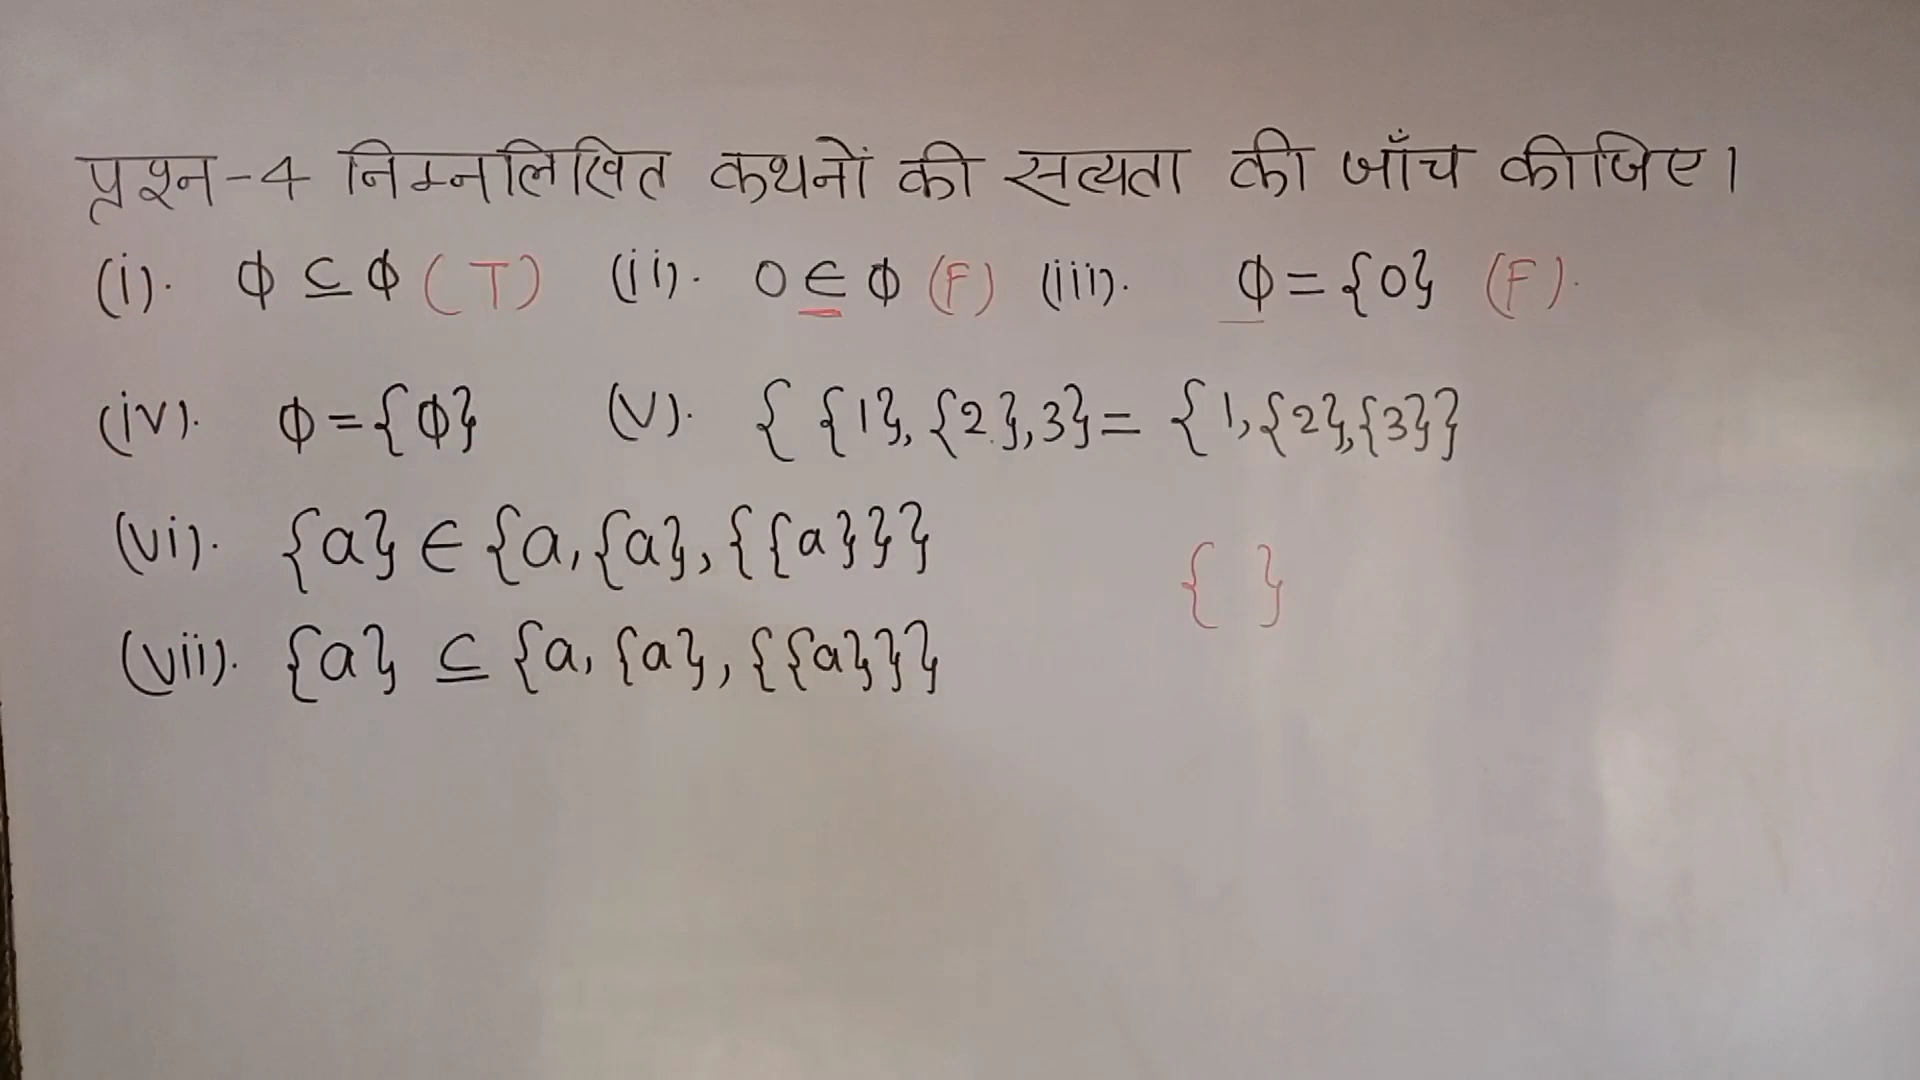 प्रश्न-4 निम्नलिखित कथनों की सत्यता की जाँच कीजिए।
(i). ϕ ⊆ ϕ (T) (ii). 0 ∈ ϕ (F) (iii). ϕ = {0} (F).
(iv). ϕ = {ϕ} (v). { {1}, {2}, 3} = {1, {2}, {3}}
(vi). {a} ∈ {a, {a}, {{a}}}
{ }
(vii). {a} ⊆ {a, {a}, {{a}}}